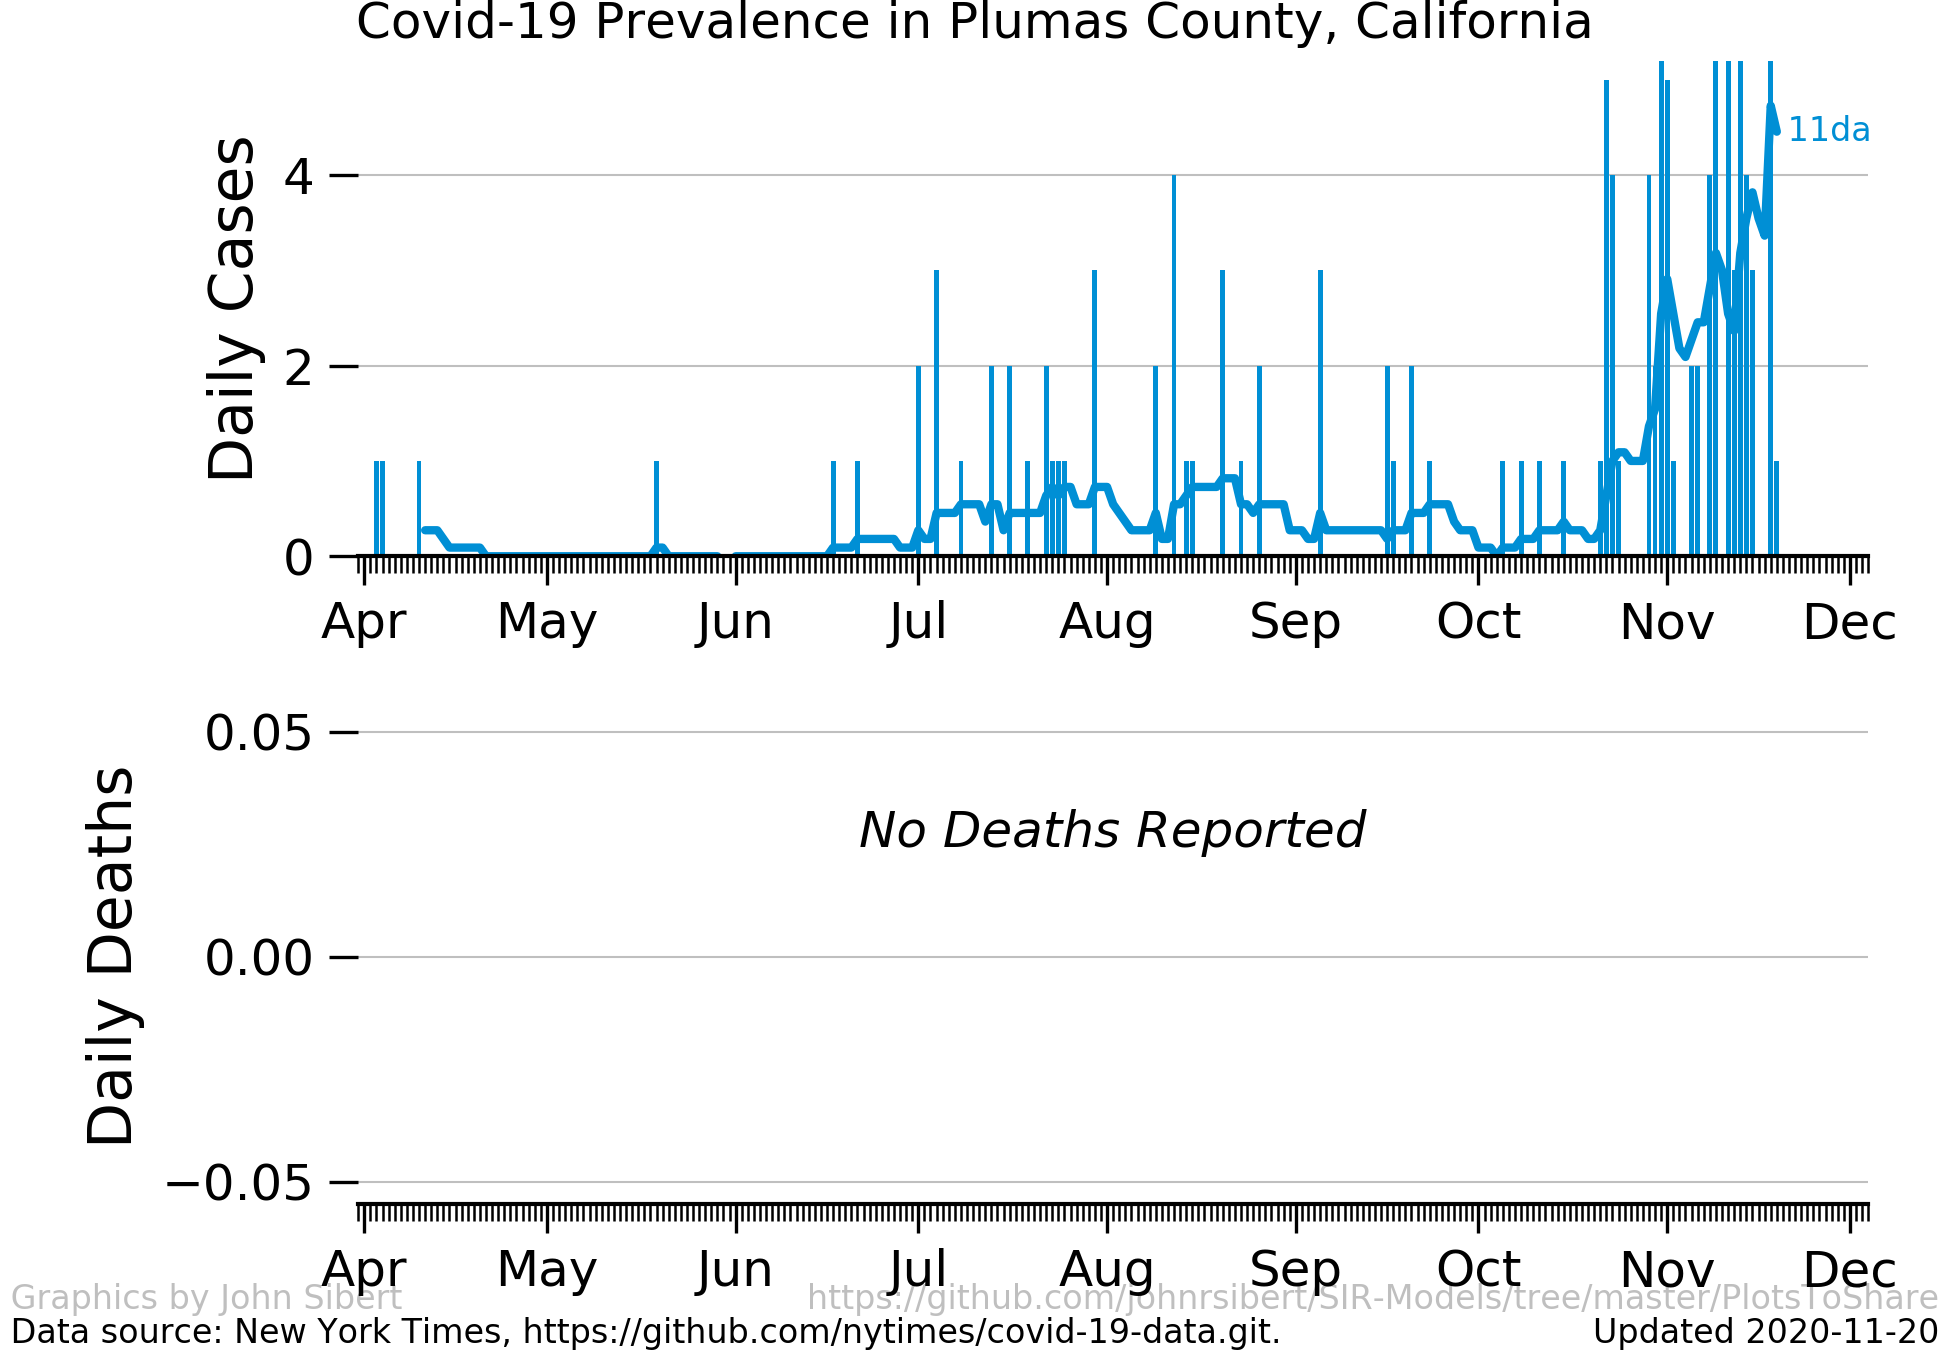 Covid-19 Prevalence in Plumas County, California
Daily Cases
4
2
0
11da
Apr May Jun Jul Aug Sep Oct Nov Dec
Daily Deaths
0.05
No Deaths Reported
0.00
−0.05
Apr May Jun Jul Aug Sep Oct Nov Dec
Graphics by John Sibert https://github.com/johnrsibert/SIR-Models/tree/master/PlotsToShare
Data source: New York Times, https://github.com/nytimes/covid-19-data.git. Updated 2020-11-20